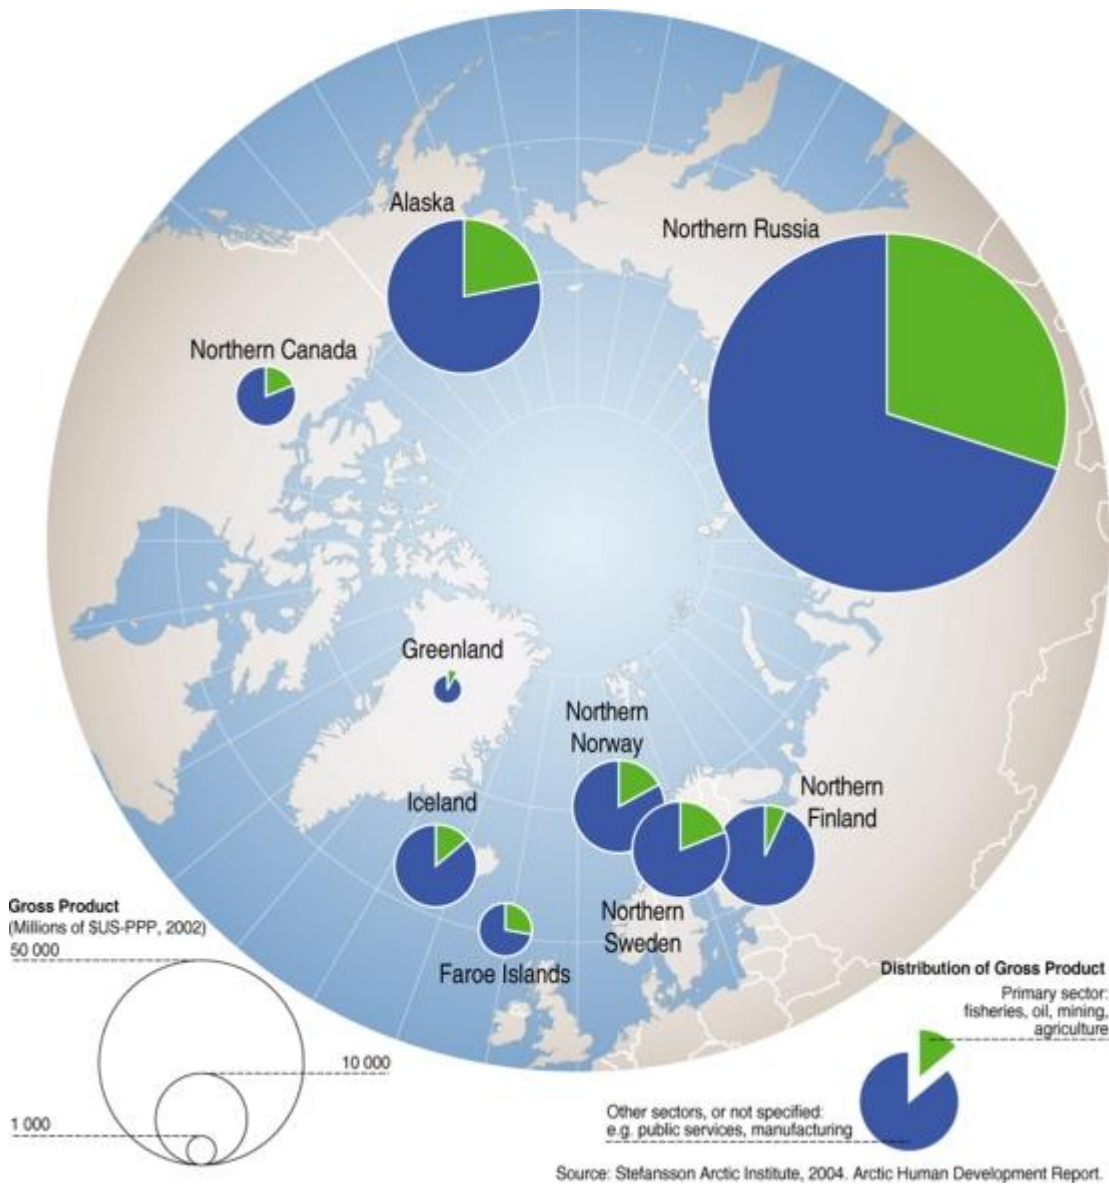 Alaska
Northern Russia
Northern Canada
Greenland
Northern
Norway
Northern
Finland
Iceland
Northern
Sweden
Faroe Islands
Gross Product
(Millions of $US-PPP, 2002)
50 000
10 000
1 000
Distribution of Gross Product
Primary sector:
fisheries, oil, mining,
agriculture
Other sectors, or not specified:
e.g. public services, manufacturing
Source: Stefansson Arctic Institute, 2004. Arctic Human Development Report.